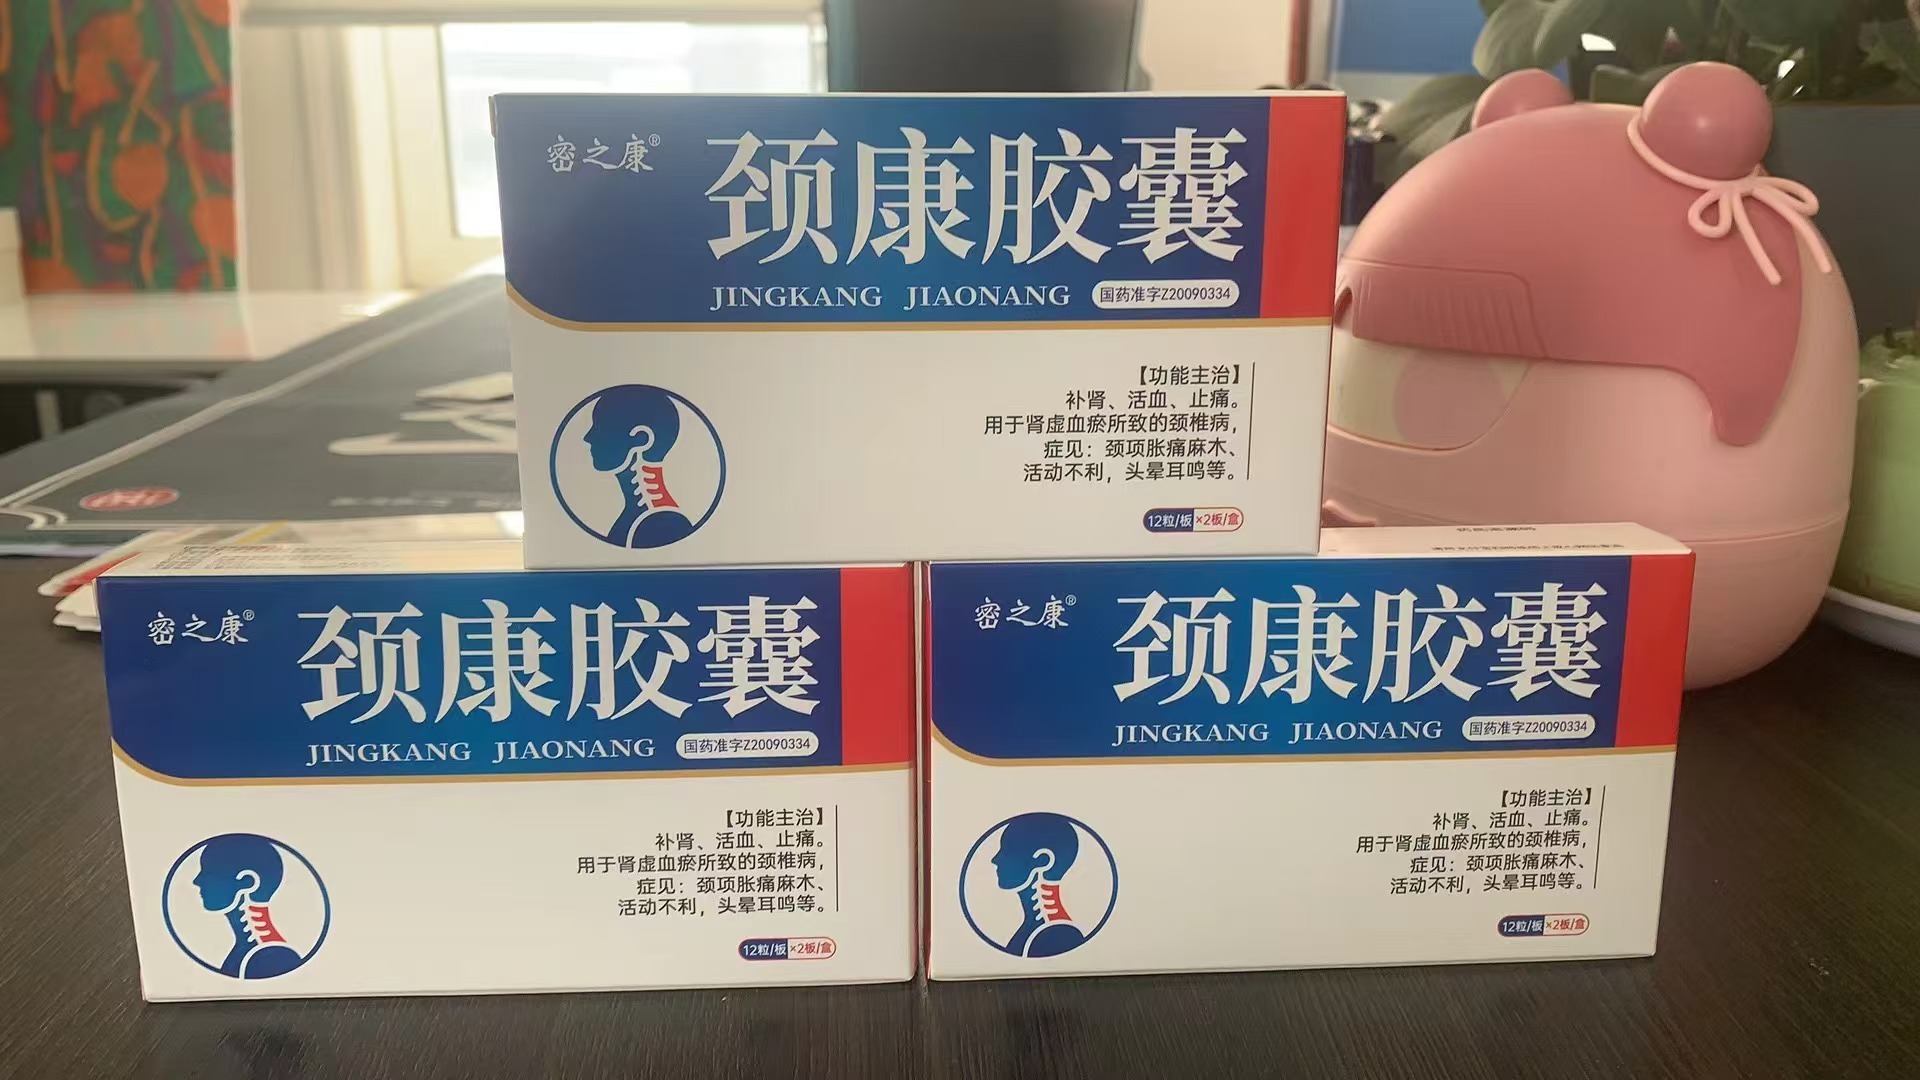 密之康®
颈康胶囊
JINGKANG JIAONANG 国药准字Z20090334
【功能主治】
补肾、活血、止痛。
用于肾虚血瘀所致的颈椎病，
症见：颈项胀痛麻木、
活动不利，头晕耳鸣等。
12粒/板×2板/盒
密之康®
颈康胶囊
JINGKANG JIAONANG 国药准字Z20090334
【功能主治】
补肾、活血、止痛。
用于肾虚血瘀所致的颈椎病，
症见：颈项胀痛麻木、
活动不利，头晕耳鸣等。
12粒/板×2板/盒
密之康®
颈康胶囊
JINGKANG JIAONANG 国药准字Z20090334
【功能主治】
补肾、活血、止痛。
用于肾虚血瘀所致的颈椎病，
症见：颈项胀痛麻木、
活动不利，头晕耳鸣等。
12粒/板×2板/盒